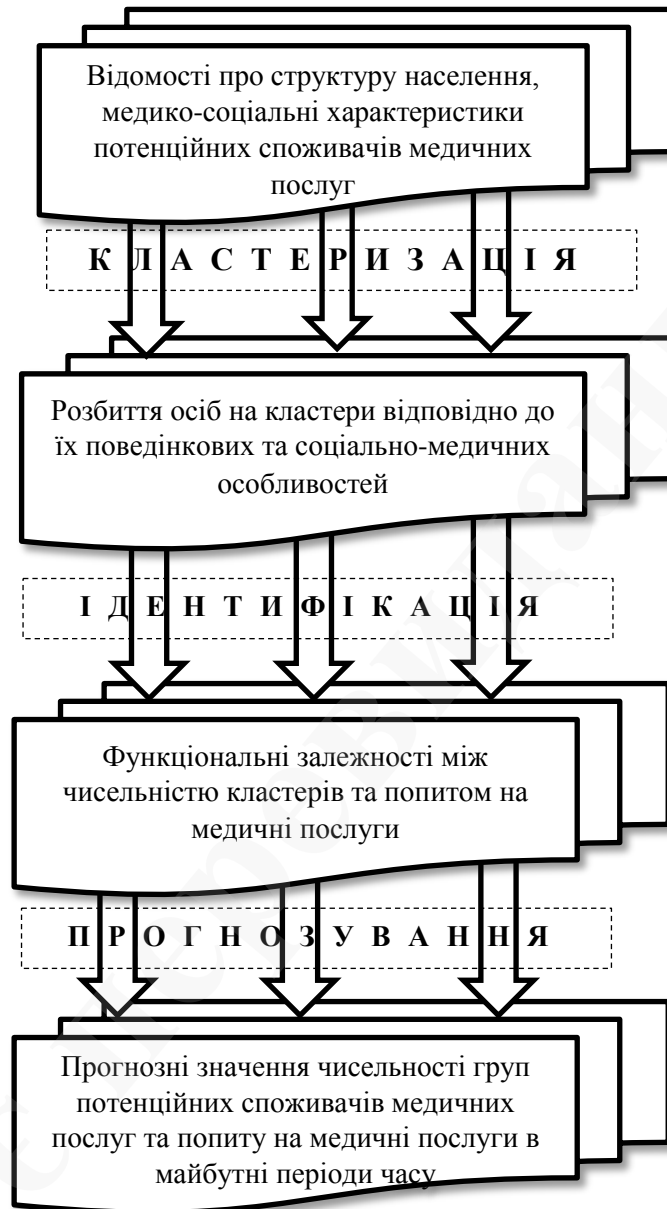 Відомості про структуру населення,
медико-соціальні характеристики
потенційних споживачів медичних
послуг
К Л А С Т Е Р И З А Ц І Я
Розбиття осіб на кластери відповідно до
їх поведінкових та соціально-медичних
особливостей
І Д Е Н Т И Ф І К А Ц І Я
Функціональні залежності між
чисельністю кластерів та попитом на
медичні послуги
П Р О Г Н О З У В А Н Н Я
Прогнозні значення чисельності груп
потенційних споживачів медичних
послуг та попиту на медичні послуги в
майбутні періоди часу